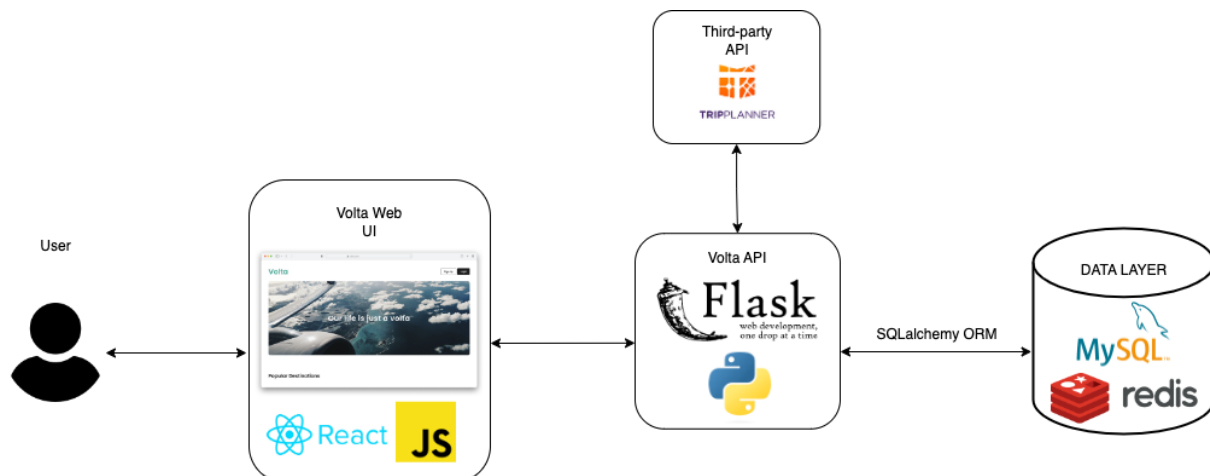 Third-party
API
TRIPPLANNER
Volta Web
UI
User
Volta
Our life is just a volta
Popular Destinations
React
JS
Volta API
Flask
web development,
one drop at a time
SQLalchemy ORM
DATA LAYER
MySQL
redis